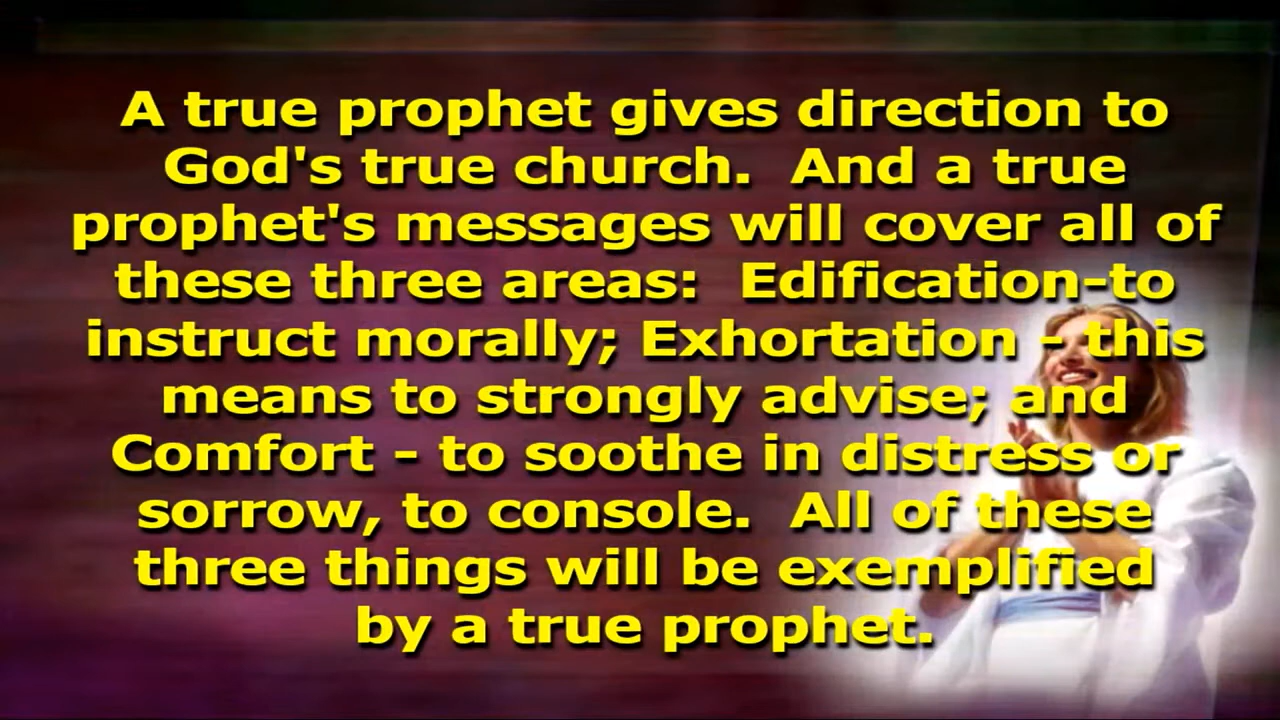 A true prophet gives direction to
God's true church.  And a true
prophet's messages will cover all of
these three areas:  Edification-to
instruct morally; Exhortation - this
means to strongly advise; and
Comfort - to soothe in distress or
sorrow, to console.  All of these
three things will be exemplified
by a true prophet.